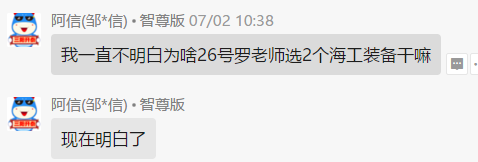 阿信(邹*信) • 智尊版 07/02 10:38
我一直不明白为啥26号罗老师选2个海工装备干嘛
阿信(邹*信) • 智尊版
现在明白了